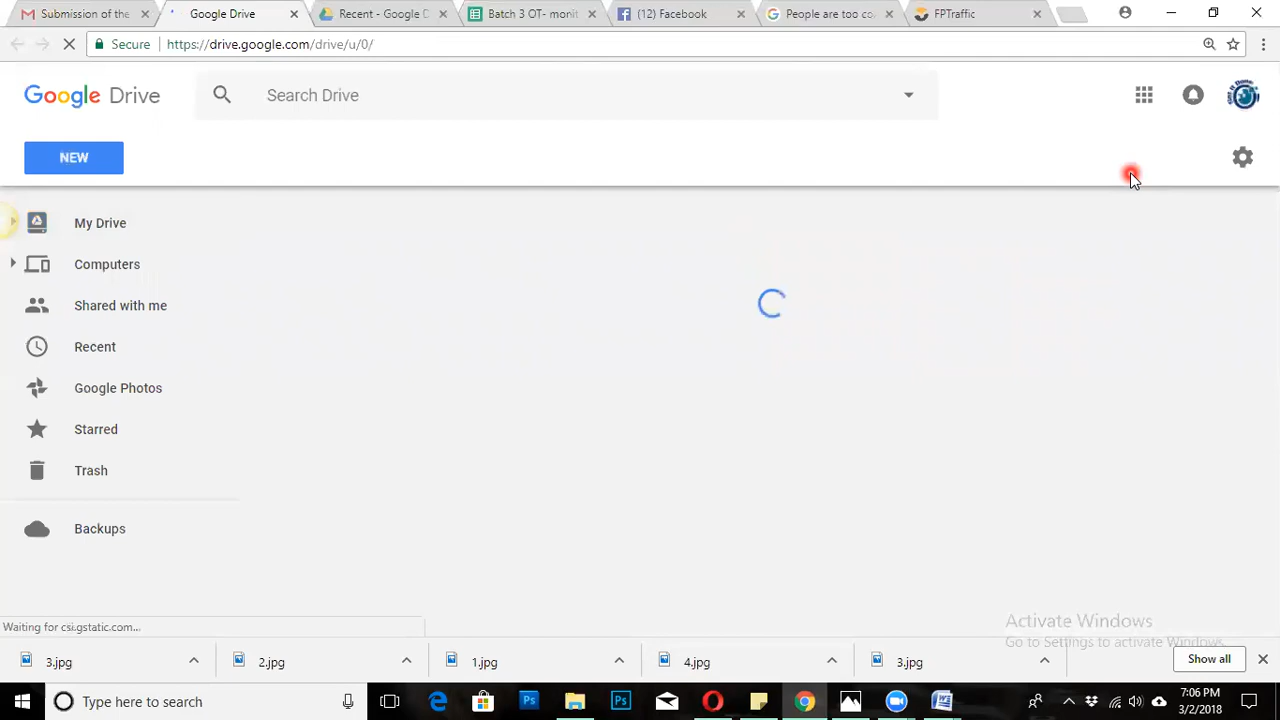 Submission of the
Google Drive
Recent - Google D
Batch 3 OT- monit
(12) Facebook
People are too co
FPTraffic
Secure
https://drive.google.com/drive/u/0/
Google Drive
Search Drive
NEW
My Drive
Computers
Shared with me
Recent
Google Photos
Starred
Trash
Backups
Waiting for csi.gstatic.com...
Activate Windows
Go to Settings to activate Windows.
3.jpg
2.jpg
1.jpg
4.jpg
3.jpg
Show all
Type here to search
7:06 PM
3/2/2018